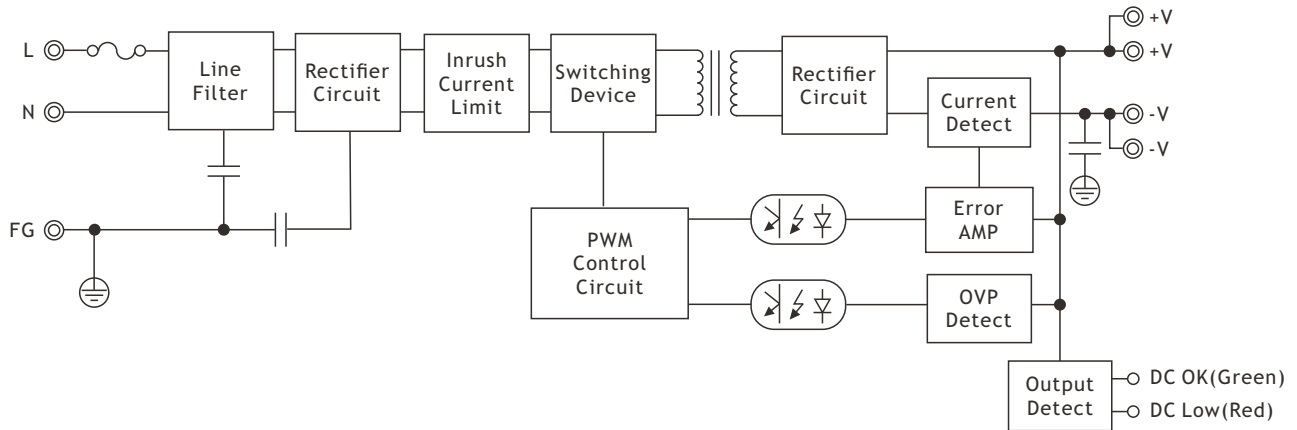 +V
L
Line
Filter
Rectifier
Circuit
Inrush
Current
Limit
Switching
Device
Rectifier
Circuit
+V
N
Current
Detect
-V
-V
FG
PWM
Control
Circuit
Error
AMP
OVP
Detect
Output
Detect
DC OK(Green)
DC Low(Red)